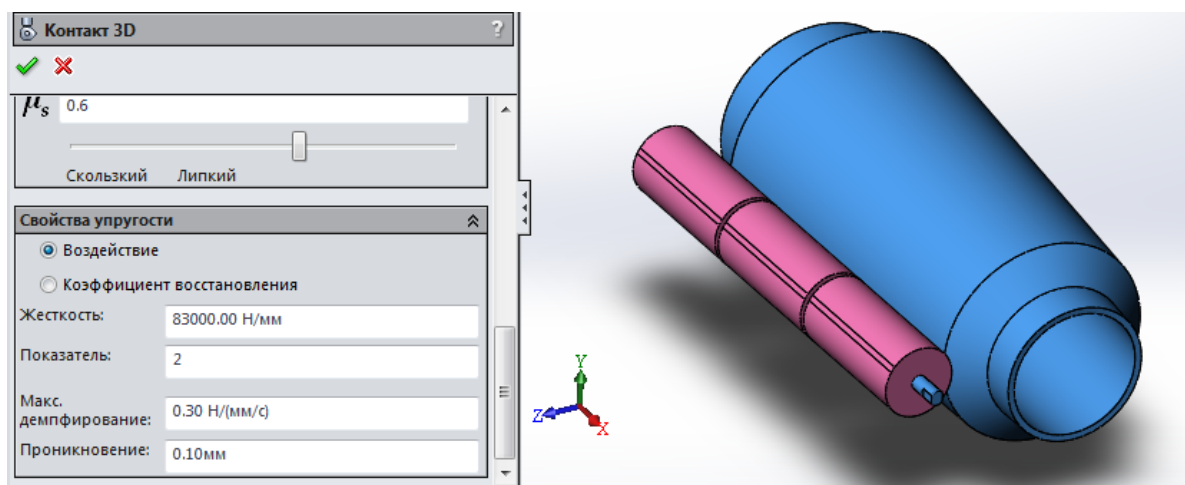 Контакт 3D
?
μs 0.6
Скользкий Липкий
Свойства упругости
Воздействие
Коэффициент восстановления
Жесткость: 83000.00 Н/мм
Показатель: 2
Макс.
демпфирование: 0.30 Н/(мм/с)
Проникновение: 0.10мм
Y
Z
X